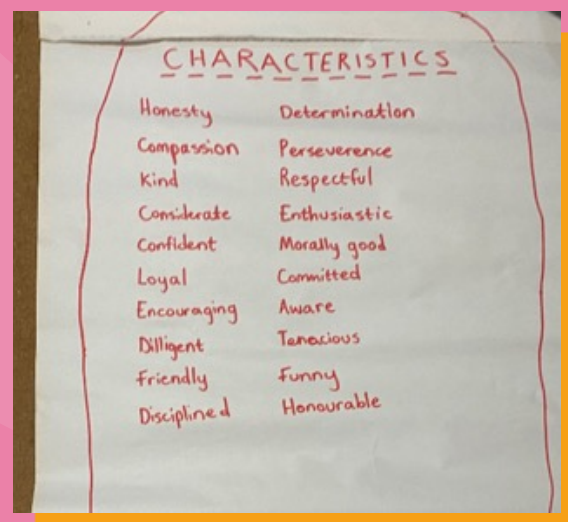 CHARACTERISTICS
Honesty
Compassion
Kind
Considerate
Confident
Loyal
Encouraging
Dilligent
Friendly
Disciplined
Determination
Perseverence
Respectful
Enthusiastic
Morally good
Committed
Aware
Tenacious
Funny
Honourable